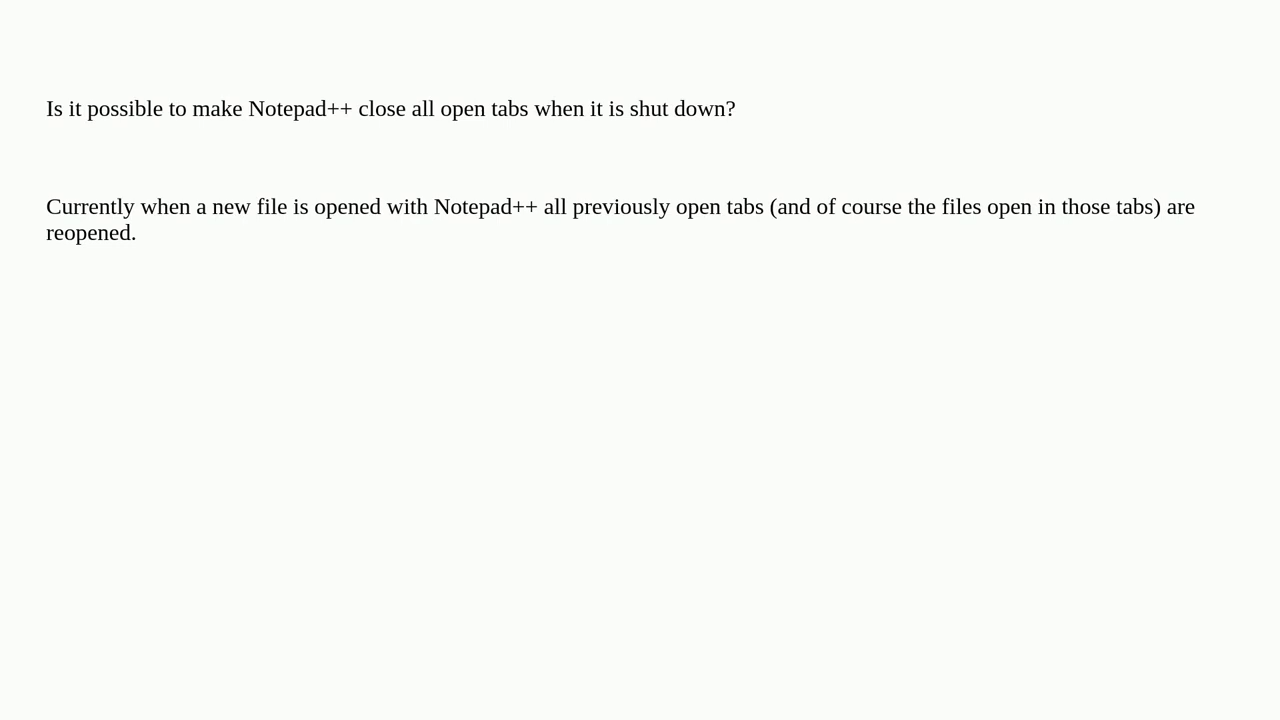 Is it possible to make Notepad++ close all open tabs when it is shut down?
Currently when a new file is opened with Notepad++ all previously open tabs (and of course the files open in those tabs) are
reopened.